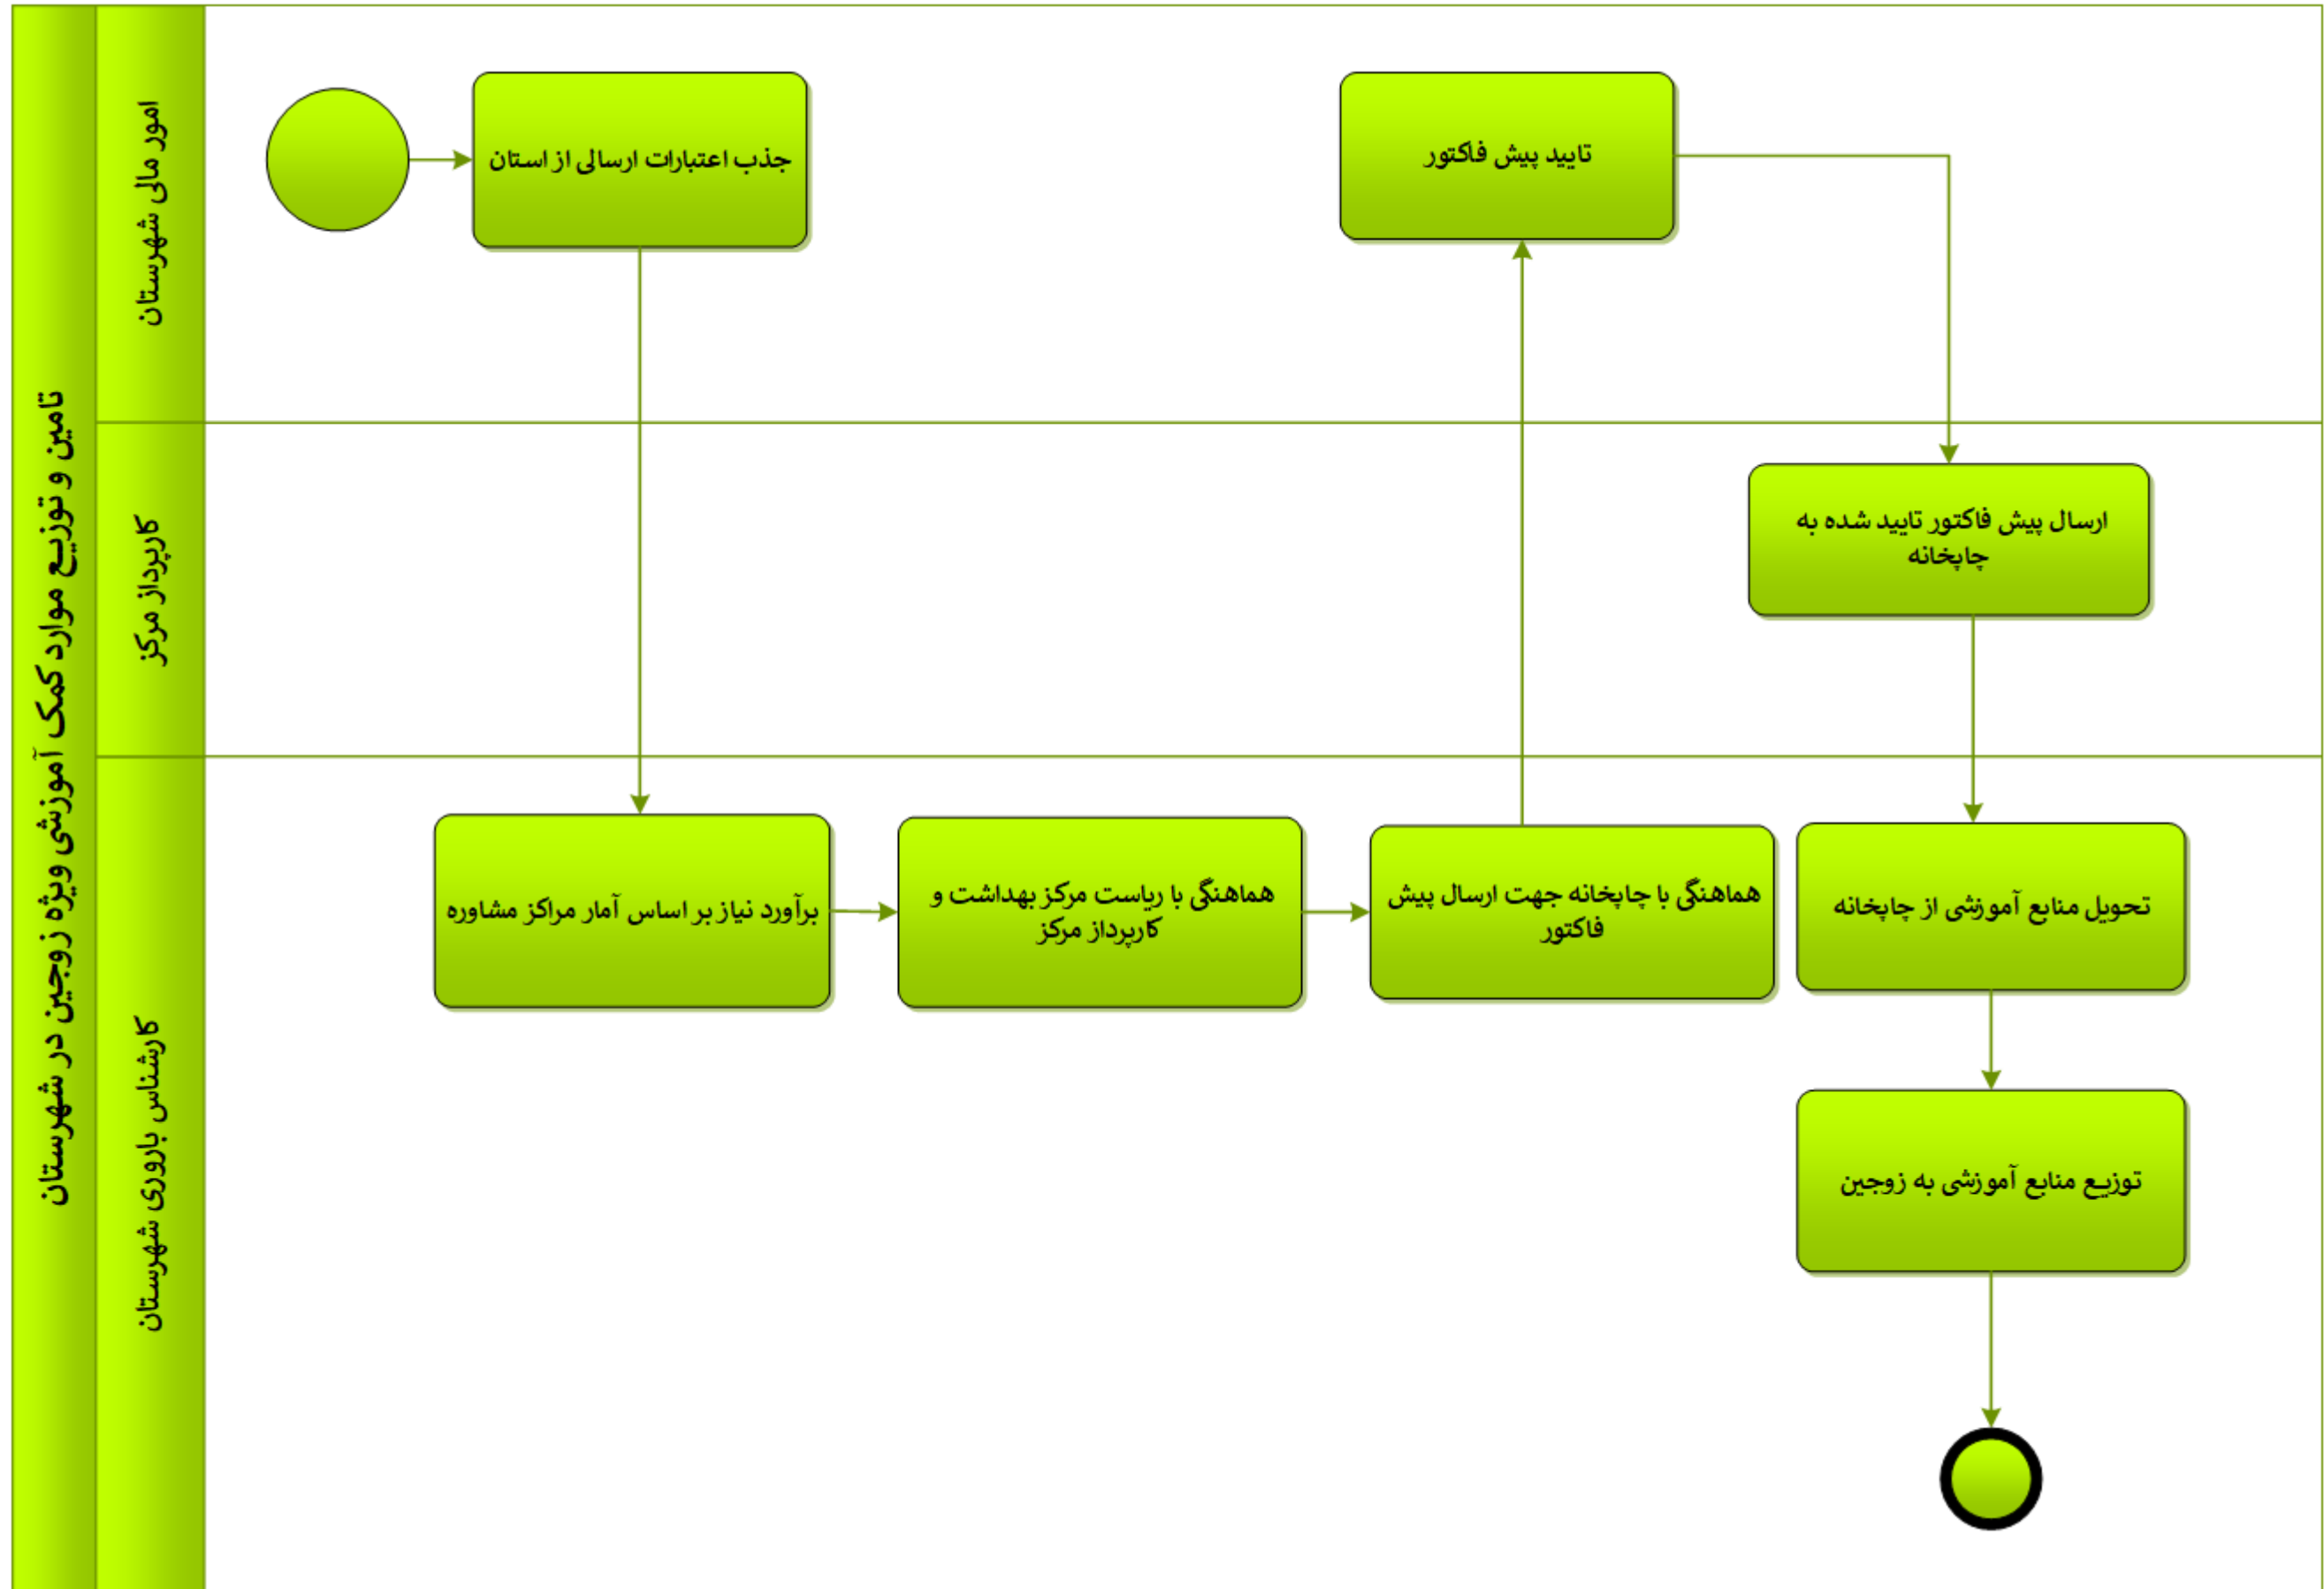 تامین و توزیع موارد کمک آموزشی ویژه زوجین در شهرستان
امور مالی شهرستان
جذب اعتبارات ارسالی از استان
تایید پیش فاکتور
کارپرداز مرکز
ارسال پیش فاکتور تایید شده به
چاپخانه
کارشناس باروری شهرستان
برآورد نیاز بر اساس آمار مراکز مشاوره
هماهنگی با ریاست مرکز بهداشت و
کارپرداز مرکز
هماهنگی با چاپخانه جهت ارسال پیش
فاکتور
تحویل منابع آموزشی از چاپخانه
توزیع منابع آموزشی به زوجین